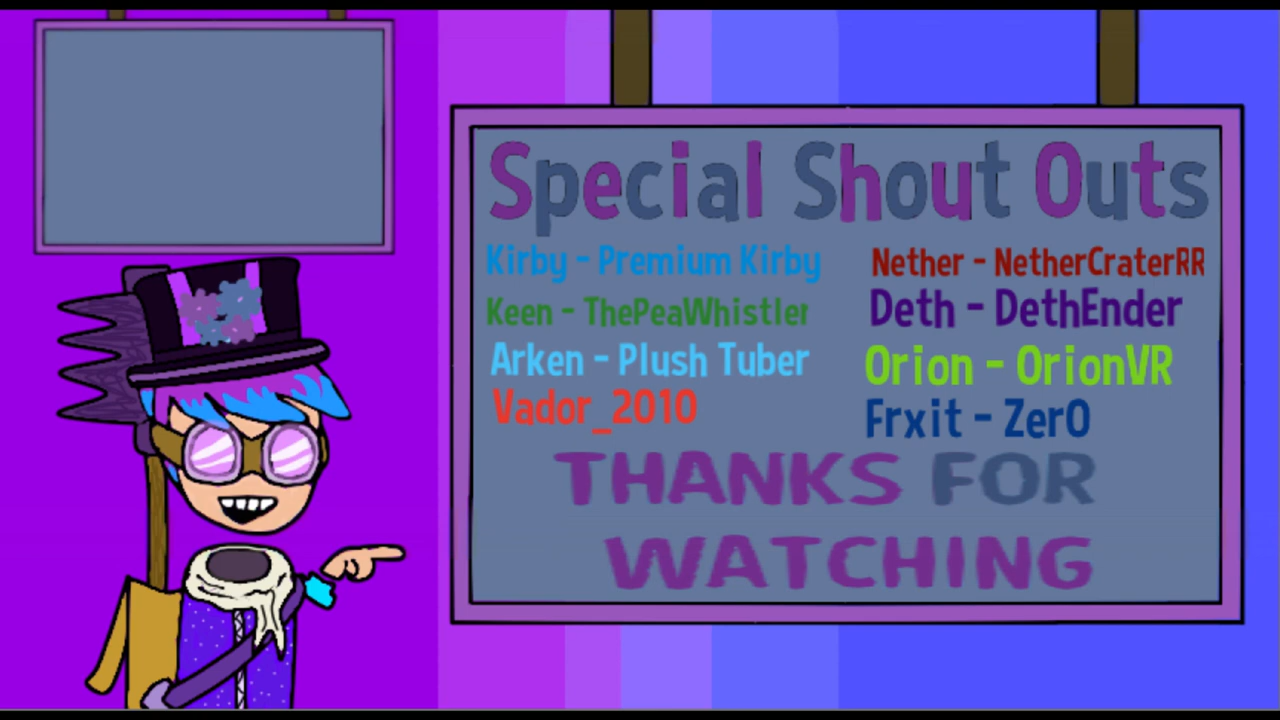 Special Shout Outs
Kirby - Premium Kirby
Keen - ThePeaWhistler
Arken - Plush Tuber
Vador_2010
Nether - NetherCraterRR
Deth - DethEnder
Orion - OrionVR
Frxit - Zer0
THANKS FOR
WATCHING